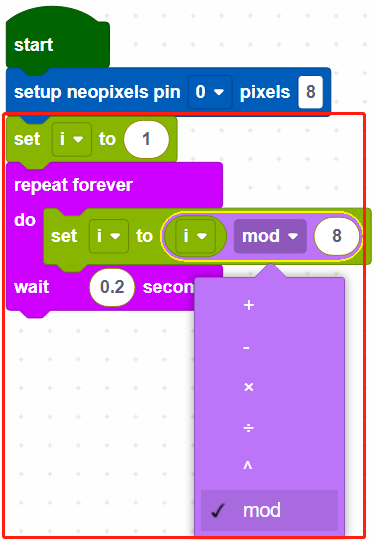 start
setup neopixels pin 0 pixels 8
set i to 1
repeat forever
do set i to i mod 8
wait 0.2 secon
+
-
×
÷
^
✓ mod